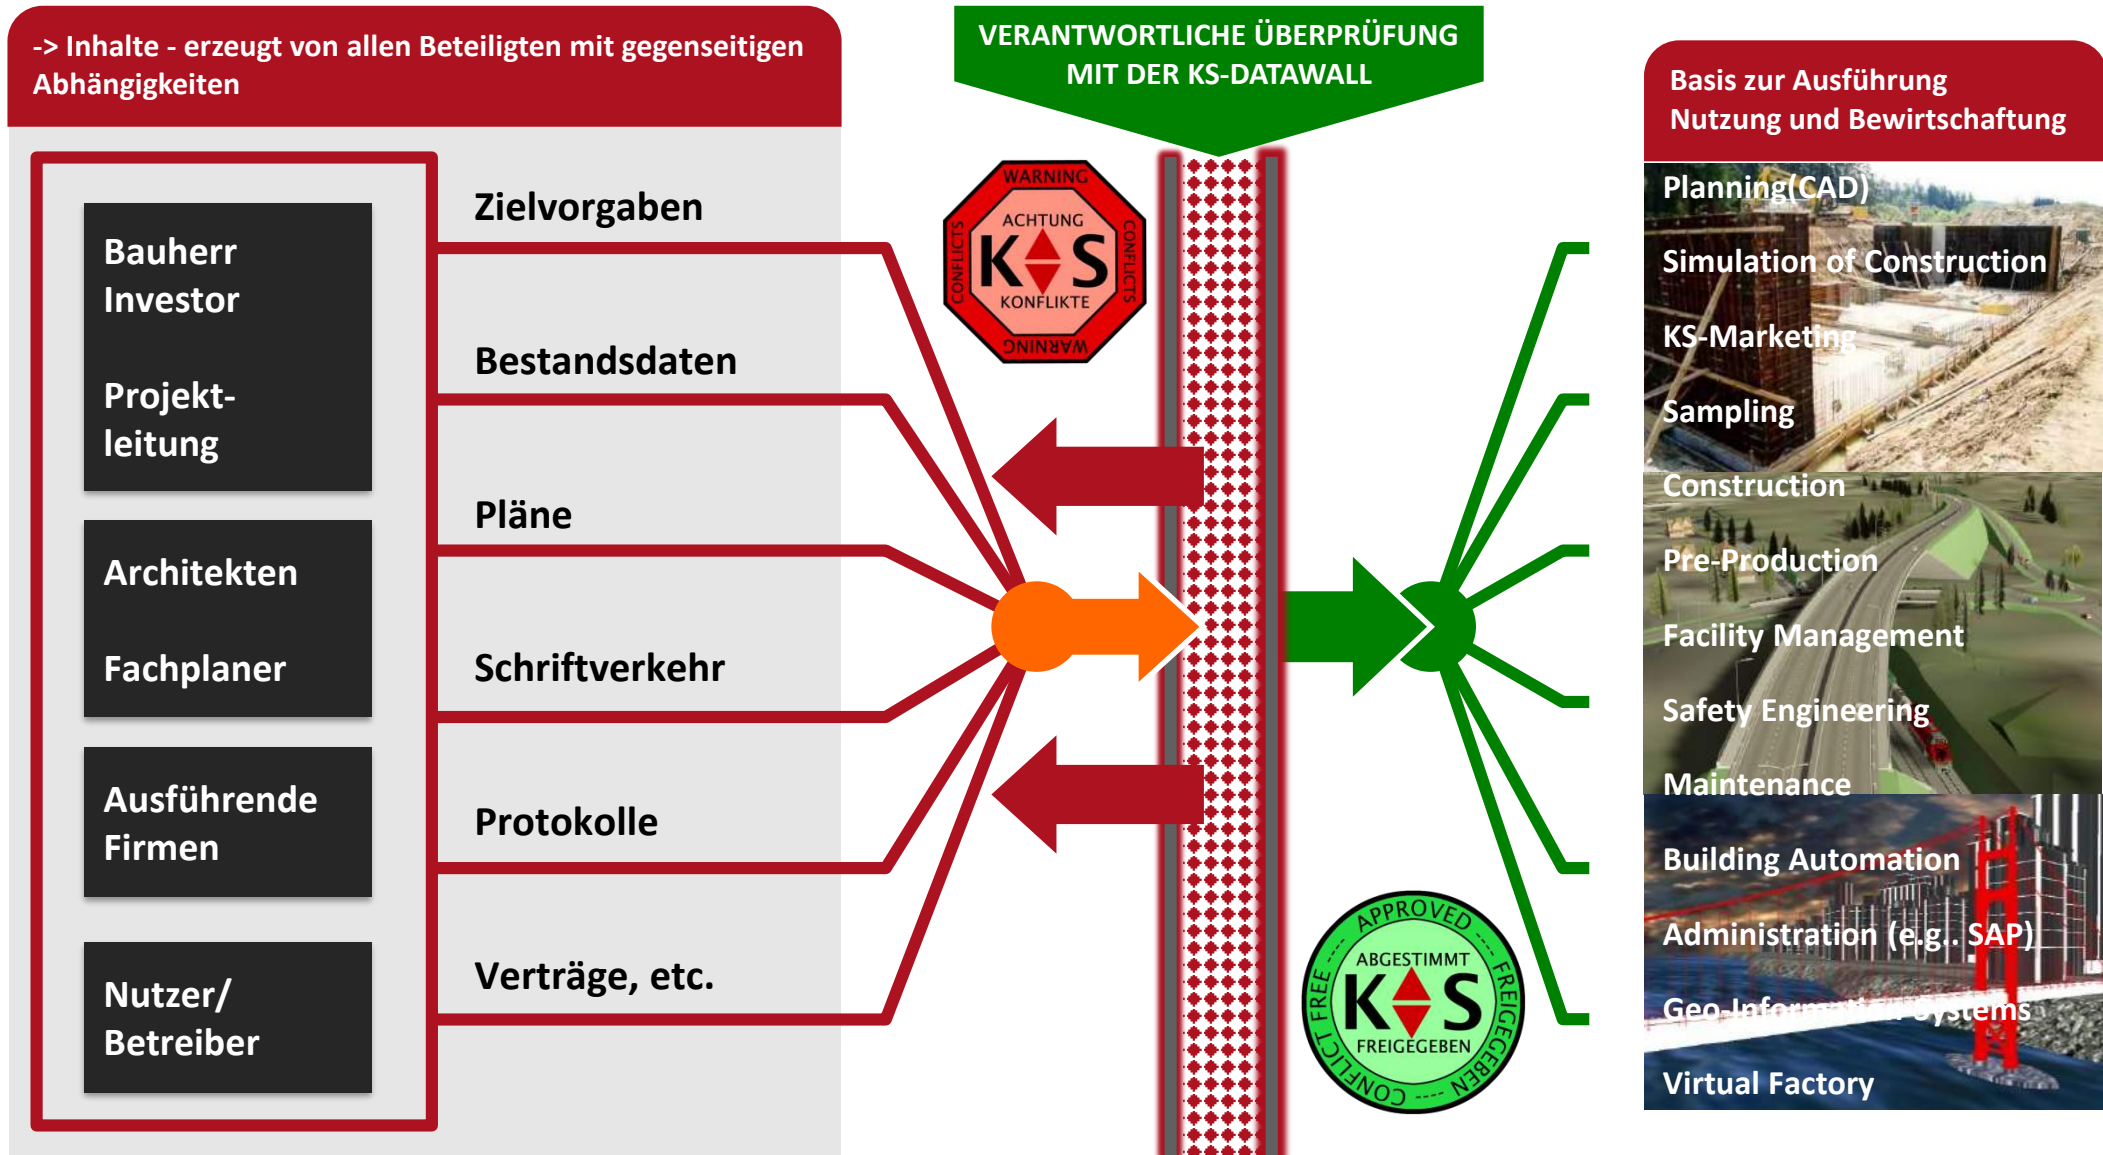 -> Inhalte - erzeugt von allen Beteiligten mit gegenseitigen
Abhängigkeiten
Bauherr
Investor
Projekt-
leitung
Architekten
Fachplaner
Ausführende
Firmen
Nutzer/
Betreiber
Zielvorgaben
Bestandsdaten
Pläne
Schriftverkehr
Protokolle
Verträge, etc.
VERANTWORTLICHE ÜBERPRÜFUNG
MIT DER KS-DATAWALL
WARNING
CONFLICTS
ACHTUNG
K S
KONFLIKTE
CONFLICTS
WARNING
APPROVED ---- FREIGEGEBEN ---- CONFLICT FREE ----
ABGESTIMMT
K S
FREIGEGEBEN
Basis zur Ausführung
Nutzung und Bewirtschaftung
Planning(CAD)
Simulation of Construction
KS-Marketing
Sampling
Construction
Pre-Production
Facility Management
Safety Engineering
Maintenance
Building Automation
Administration (e.g.. SAP)
Geo-Information Systems
Virtual Factory